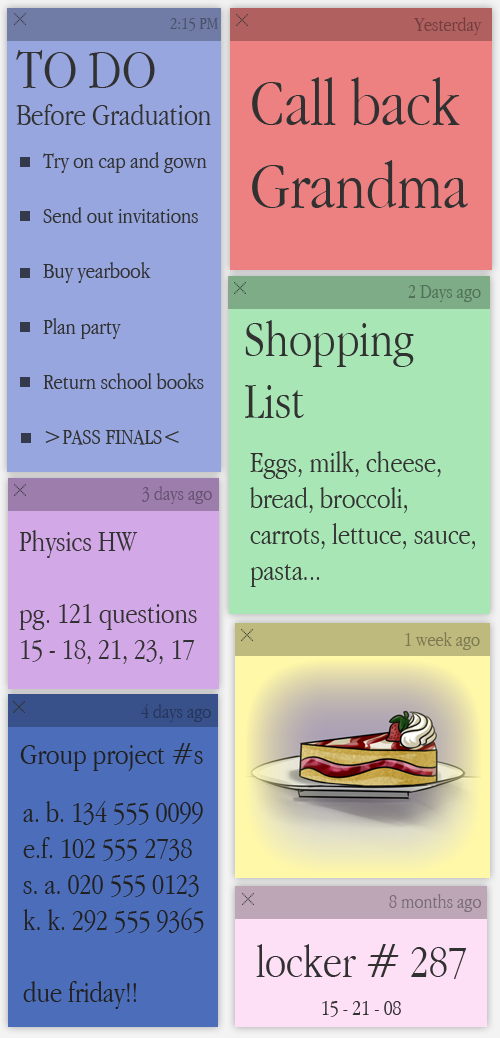 2:15 PM
TO DO
Before Graduation
Try on cap and gown
Send out invitations
Buy yearbook
Plan party
Return school books
>PASS FINALS<
3 days ago
Physics HW
pg. 121 questions
15 - 18, 21, 23, 17
4 days ago
Group project #s
a. b. 134 555 0099
e.f. 102 555 2738
s. a. 020 555 0123
k. k. 292 555 9365
due friday!!
Yesterday
Call back
Grandma
2 Days ago
Shopping
List
Eggs, milk, cheese,
bread, broccoli,
carrots, lettuce, sauce,
pasta...
1 week ago
8 months ago
locker # 287
15 - 21 - 08